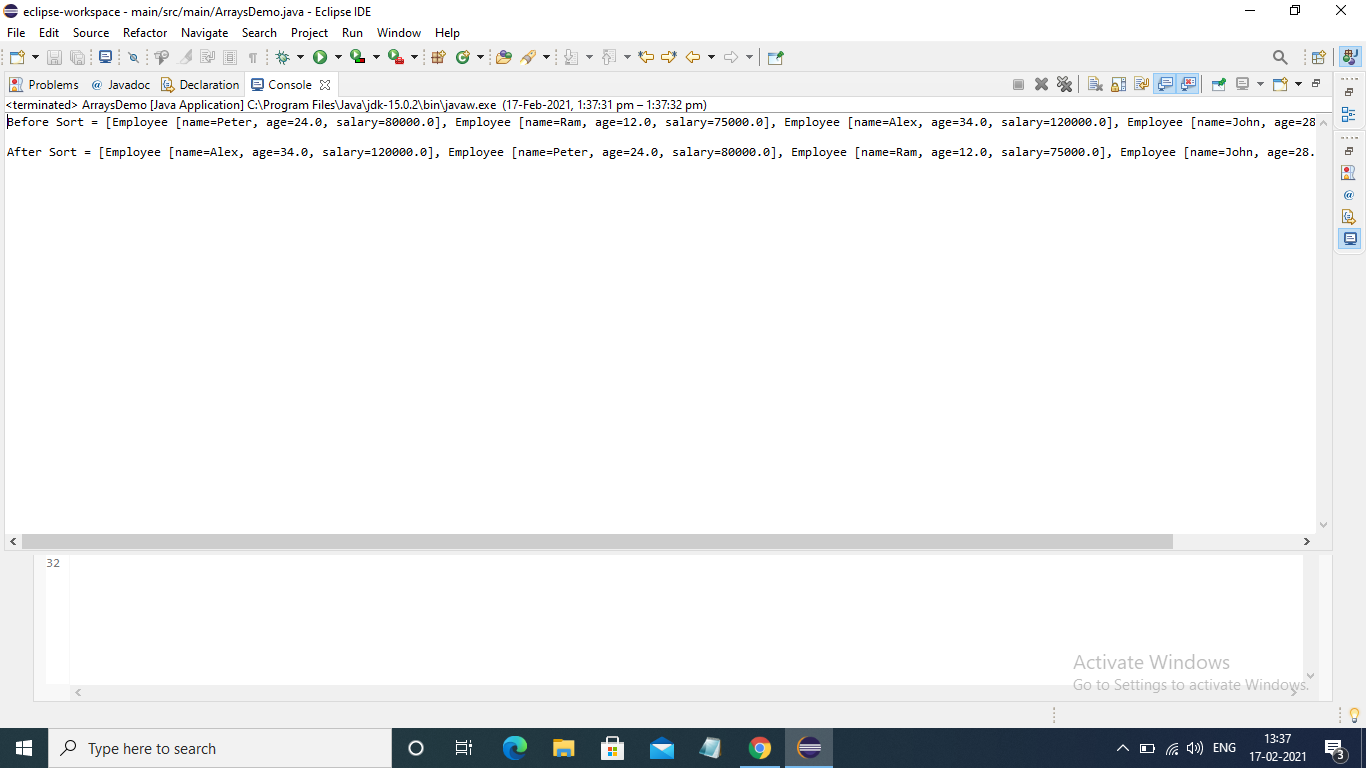 eclipse-workspace - main/src/main/ArraysDemo.java - Eclipse IDE
File Edit Source Refactor Navigate Search Project Run Window Help
Problems @ Javadoc Declaration Console
<terminated> ArraysDemo [Java Application] C:\Program Files\Java\jdk-15.0.2\bin\javaw.exe (17-Feb-2021, 1:37:31 pm – 1:37:32 pm)
Before Sort = [Employee [name=Peter, age=24.0, salary=80000.0], Employee [name=Ram, age=12.0, salary=75000.0], Employee [name=Alex, age=34.0, salary=120000.0], Employee [name=John, age=28
After Sort = [Employee [name=Alex, age=34.0, salary=120000.0], Employee [name=Peter, age=24.0, salary=80000.0], Employee [name=Ram, age=12.0, salary=75000.0], Employee [name=John, age=28.
32
Activate Windows
Go to Settings to activate Windows.
Type here to search
ENG
13:37
17-02-2021
3